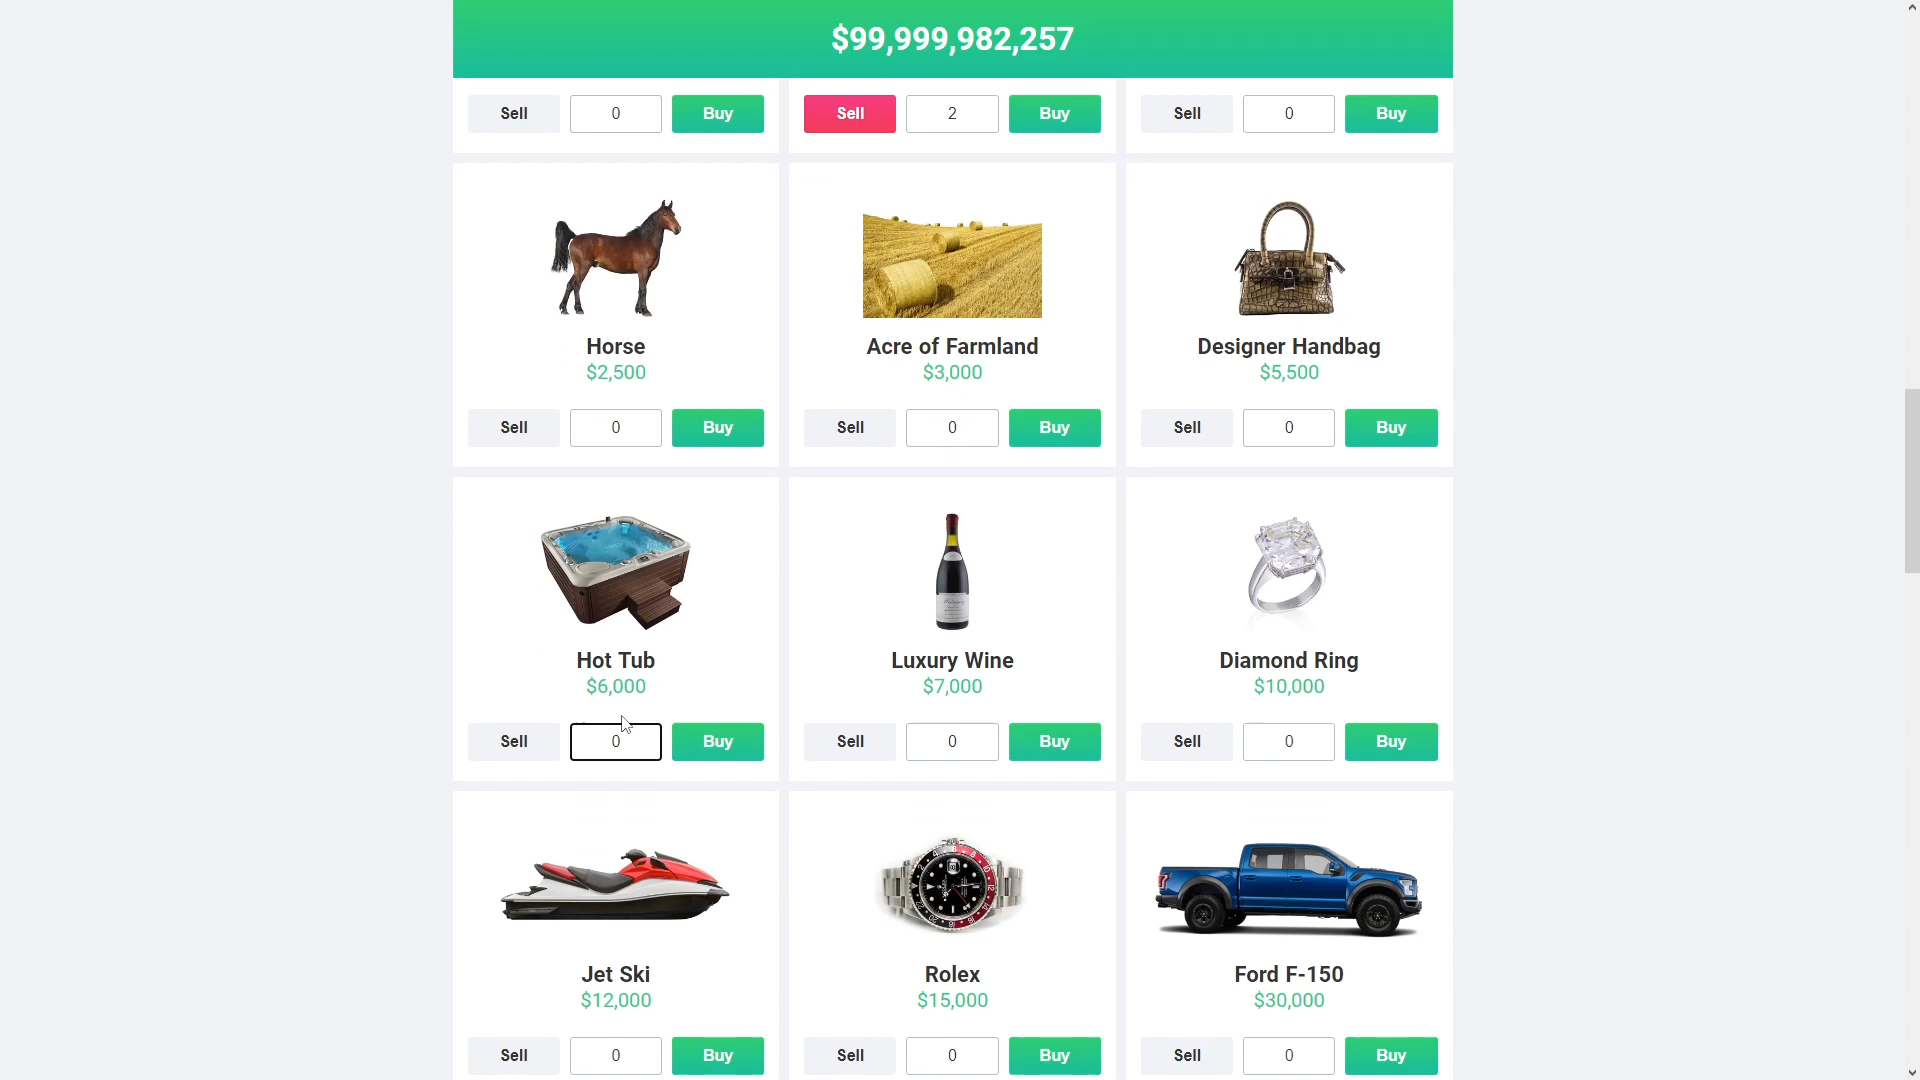 $99,999,982,257
Sell 0 Buy Sell 2 Buy Sell 0 Buy
Horse Acre of Farmland Designer Handbag
$2,500 $3,000 $5,500
Sell 0 Buy Sell 0 Buy Sell 0 Buy
Hot Tub Luxury Wine Diamond Ring
$6,000 $7,000 $10,000
Sell 0 Buy Sell 0 Buy Sell 0 Buy
Jet Ski Rolex Ford F-150
$12,000 $15,000 $30,000
Sell 0 Buy Sell 0 Buy Sell 0 Buy